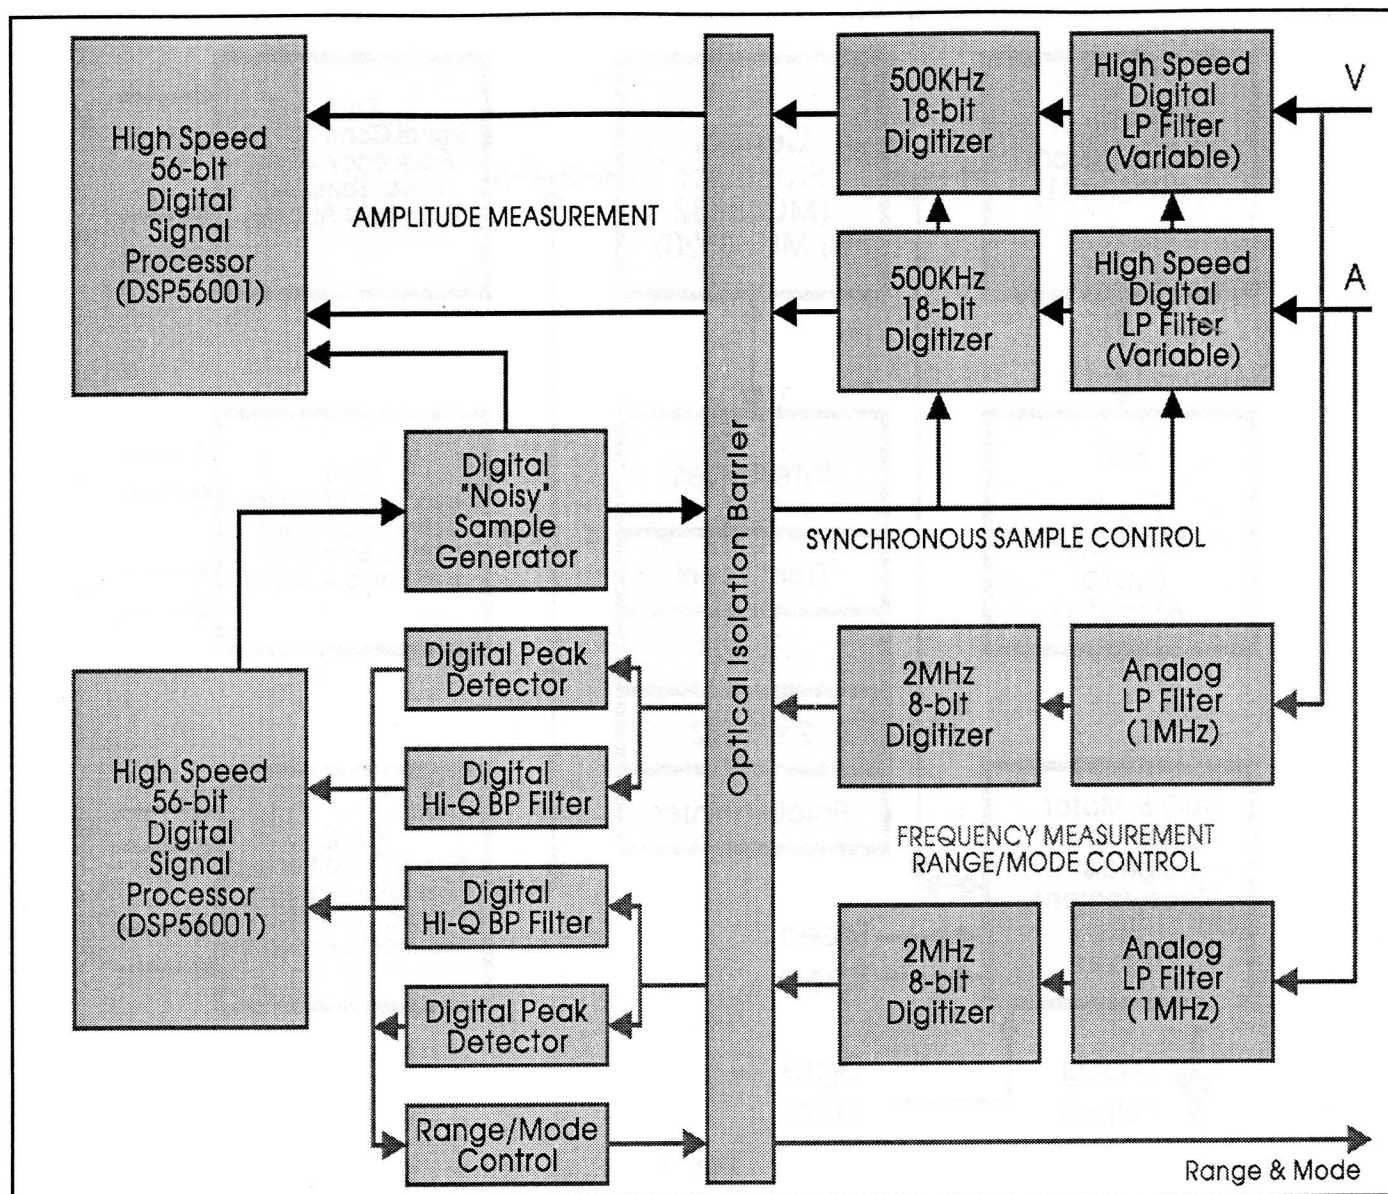 High Speed
56-bit
Digital
Signal
Processor
(DSP56001)
AMPLITUDE MEASUREMENT
500KHz
18-bit
Digitizer
High Speed
Digital
LP Filter
(Variable)
V
500KHz
18-bit
Digitizer
High Speed
Digital
LP Filter
(Variable)
A
Optical Isolation Barrier
Digital
"Noisy"
Sample
Generator
SYNCHRONOUS SAMPLE CONTROL
High Speed
56-bit
Digital
Signal
Processor
(DSP56001)
Digital Peak
Detector
Digital
Hi-Q BP Filter
Digital
Hi-Q BP Filter
Digital Peak
Detector
Range/Mode
Control
2MHz
8-bit
Digitizer
Analog
LP Filter
(1MHz)
FREQUENCY MEASUREMENT
RANGE/MODE CONTROL
2MHz
8-bit
Digitizer
Analog
LP Filter
(1MHz)
Range & Mode